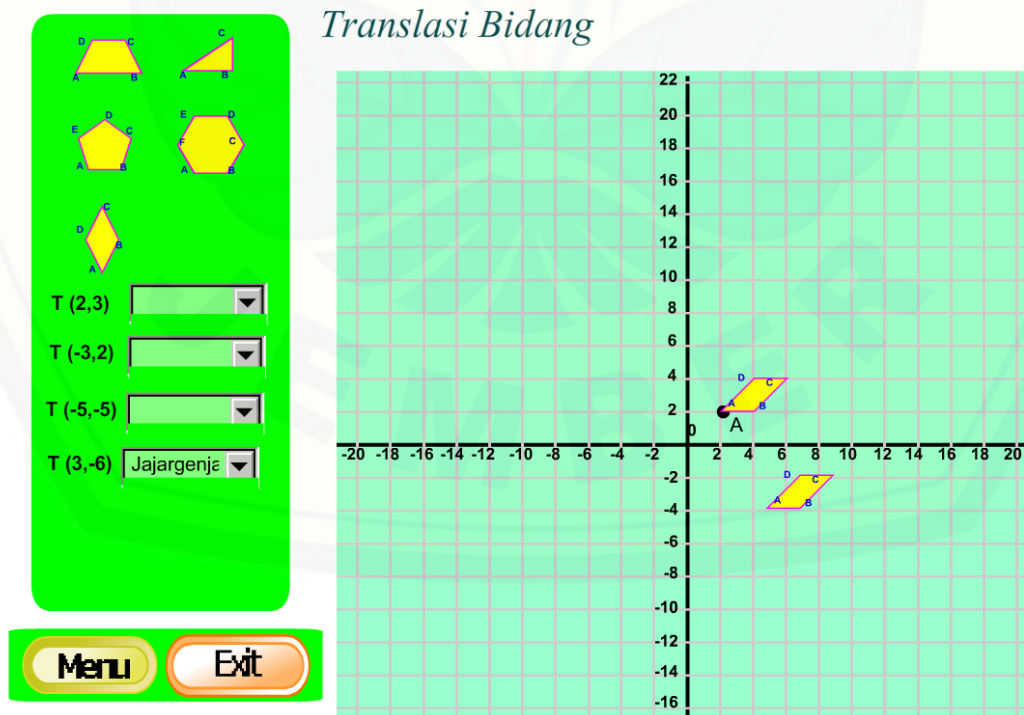 Translasi Bidang
D C
A B
C
A B
D
E C
A B
E D
F C
A B
C
D
B
A
T (2,3)
T (-3,2)
T (-5,-5)
T (3,-6) Jajargenja
Menu Exit
22
20
18
16
14
12
10
8
6
4
2
0
-20 -18 -16 -14 -12 -10 -8 -6 -4 -2 2 4 6 8 10 12 14 16 18 20
-2
-4
-6
-8
-10
-12
-14
-16
D C
A B
A
D C
A B
JEMBER